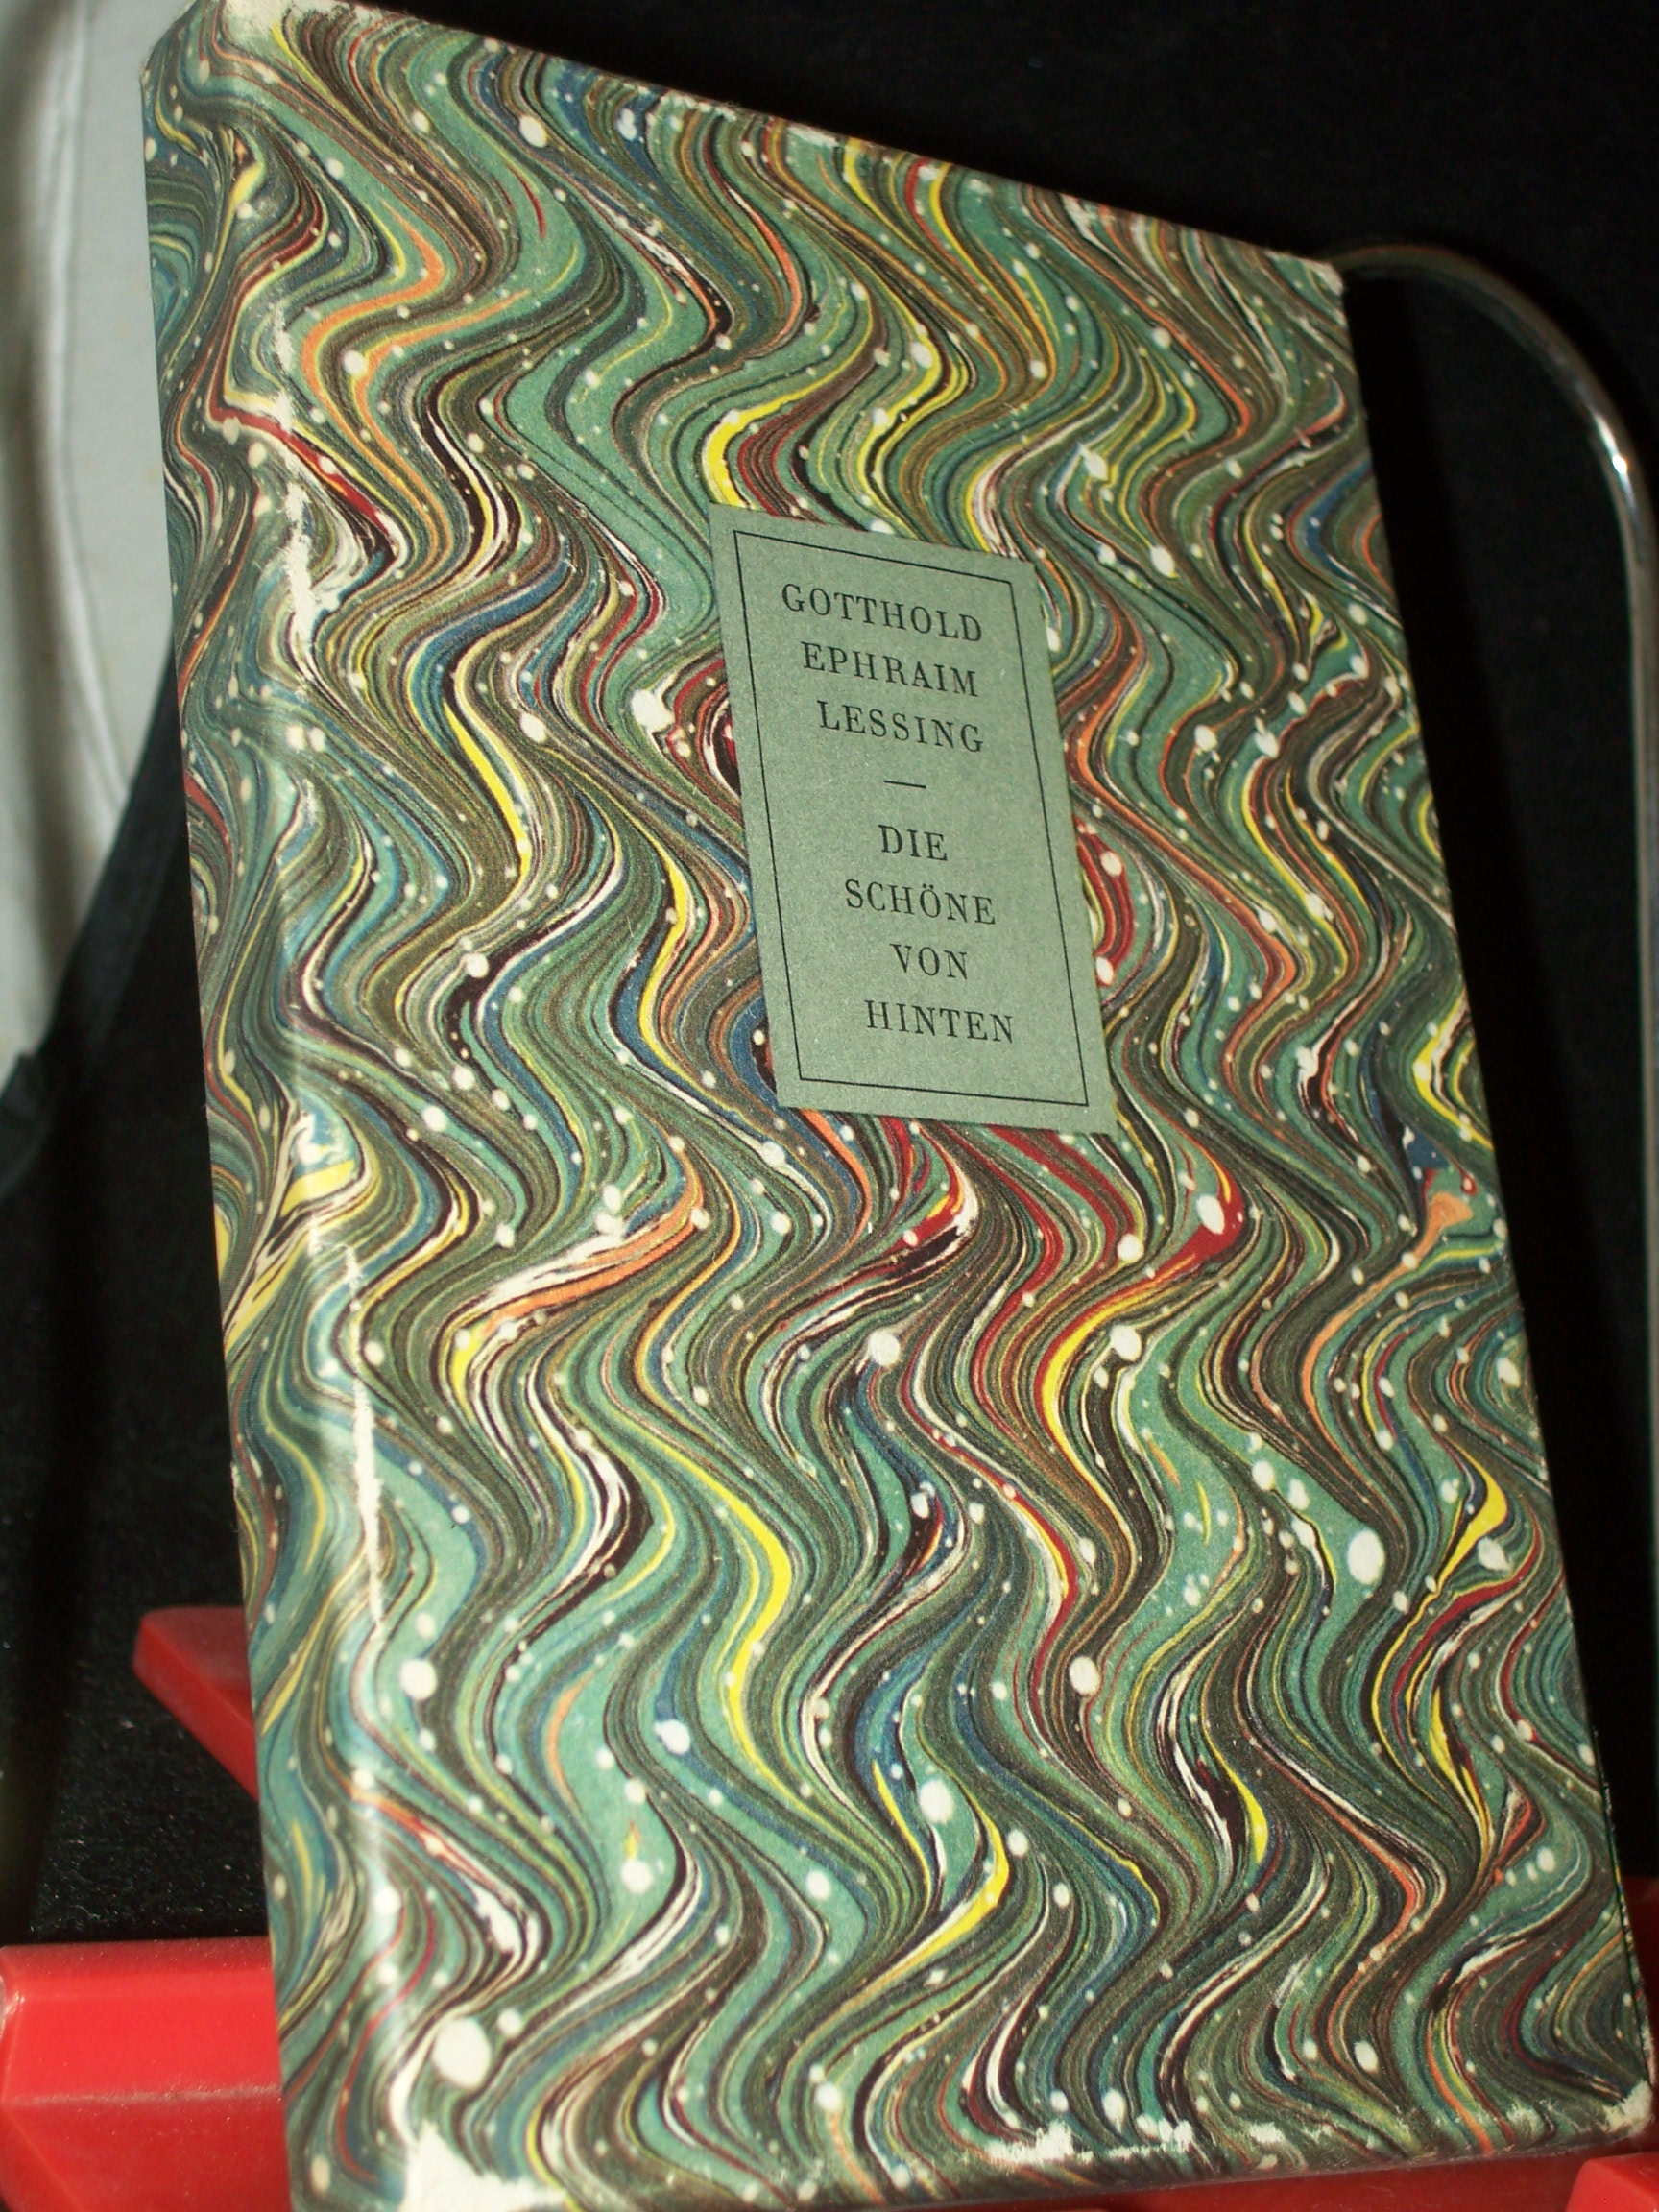 GOTTHOLD
EPHRAIM
LESSING
—
DIE
SCHÖNE
VON
HINTEN